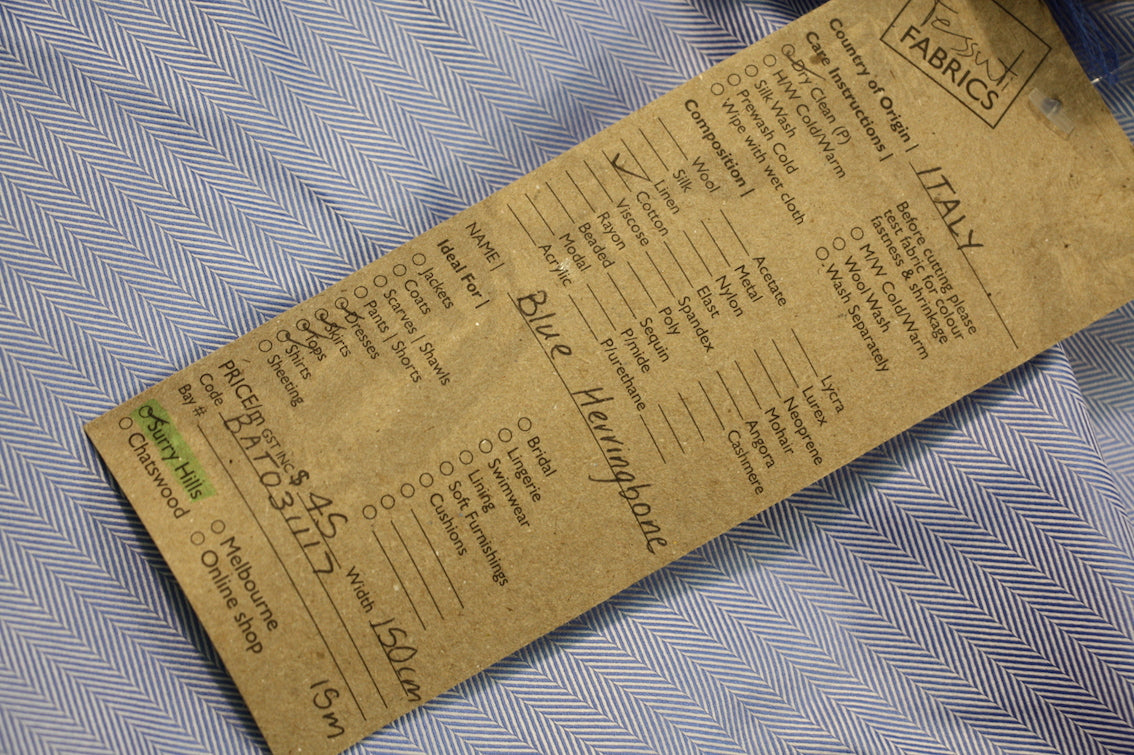 Tessuti
FABRICS
Country of Origin | ITALY
Care Instructions |
Dry Clean (P)
H/W Cold/Warm
Silk Wash
Prewash Cold
Wipe with wet cloth
Before cutting please
test fabric for colour
fastness & shrinkage
H/W Cold/Warm
Wool Wash
Wash Separately
Composition |
Wool
Silk
Linen
Cotton
Viscose
Rayon
Beaded
Modal
Acrylic
Acetate
Metal
Nylon
Elast
Spandex
Poly
Sequin
P/mide
P/urethane
Lycra
Lurex
Neoprene
Mohair
Angora
Cashmere
NAME | Blue Herringbone
Ideal For |
Jackets
Coats
Scarves | Shawls
Pants | Shorts
Dresses
Skirts
Tops
Shirts
Sheeting
Bridal
Lingerie
Swimwear
Lining
Soft Furnishings
Cushions
PRICE/m GST INC $ 45 Width 150cm
Code BAT031117
Bay # 15m
Surry Hills
Chatswood
Melbourne
Online shop